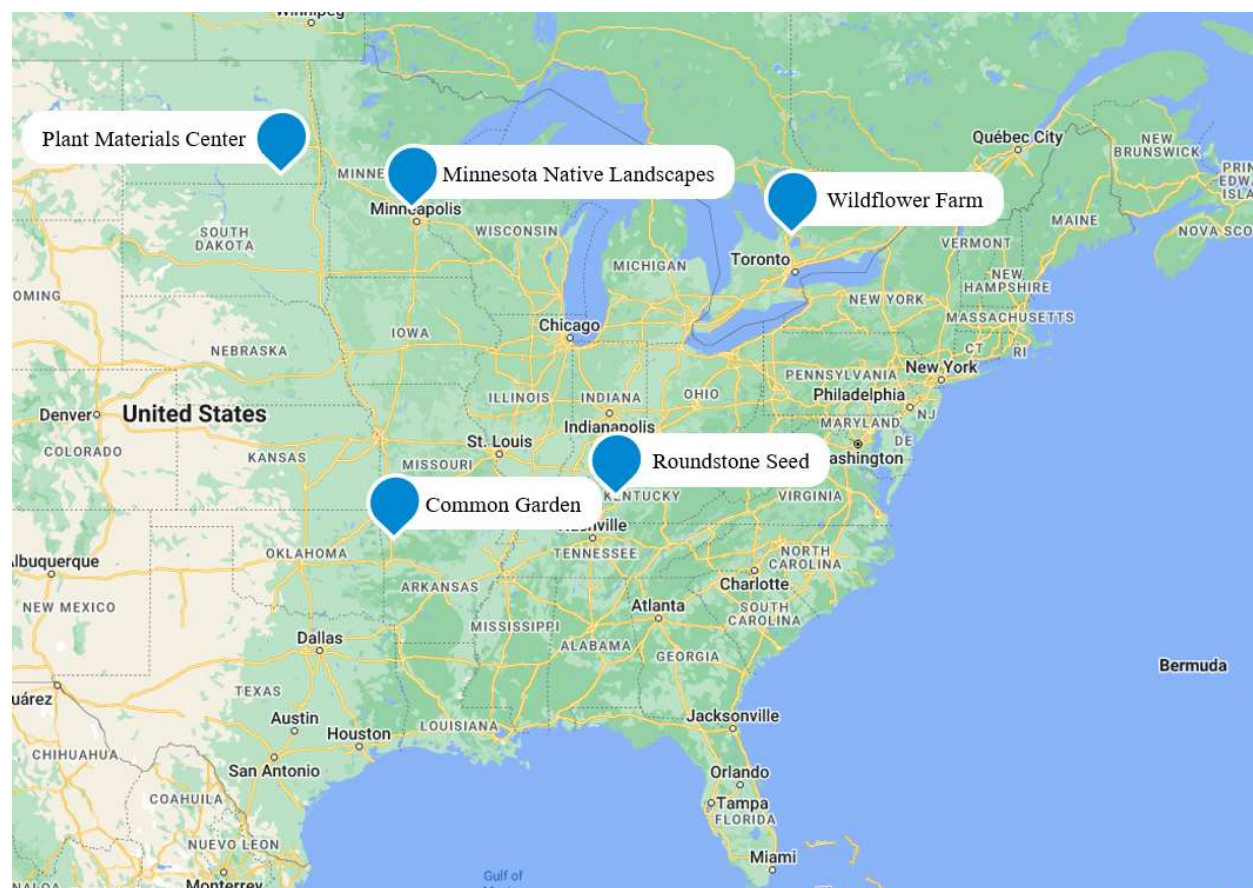 Winnipeg
Plant Materials Center
Québec City
NEW
BRUNSWICK
PRIN
EDWA
ISLA
Minnesota Native Landscapes
MINNE
Wildflower Farm
Minneapolis
MAINE
NOVA SCO
SOUTH
DAKOTA
WISCONSIN
VERMONT
MICHIGAN
Toronto
NEW
HAMPSHIRE
OMING
NEW YORK
MASSACHUSETTS
Chicago
IOWA
CT
RI
NEBRASKA
New York
PENNSYLVANIA
Philadelphia
ILLINOIS
INDIANA
OHIO
NJ
Denver
United States
MARYLAND
Indianapolis
DE
St. Louis
COLORADO
KANSAS
MISSOURI
Roundstone Seed
ashington
KENTUCKY
VIRGINIA
Common Garden
Nashville
OKLAHOMA
TENNESSEE
NORTH
CAROLINA
lbuquerque
Charlotte
ARKANSAS
NEW MEXICO
Atlanta
SOUTH
CAROLINA
MISSISSIPPI
Dallas
ALABAMA
GEORGIA
Bermuda
uárez
TEXAS
Austin
Jacksonville
LOUISIANA
Houston
CHIHUAHUA
San Antonio
Orlando
COAHUILA
Tampa
FLORIDA
NUEVO LEON
Miami
Gulf of
Monterrey